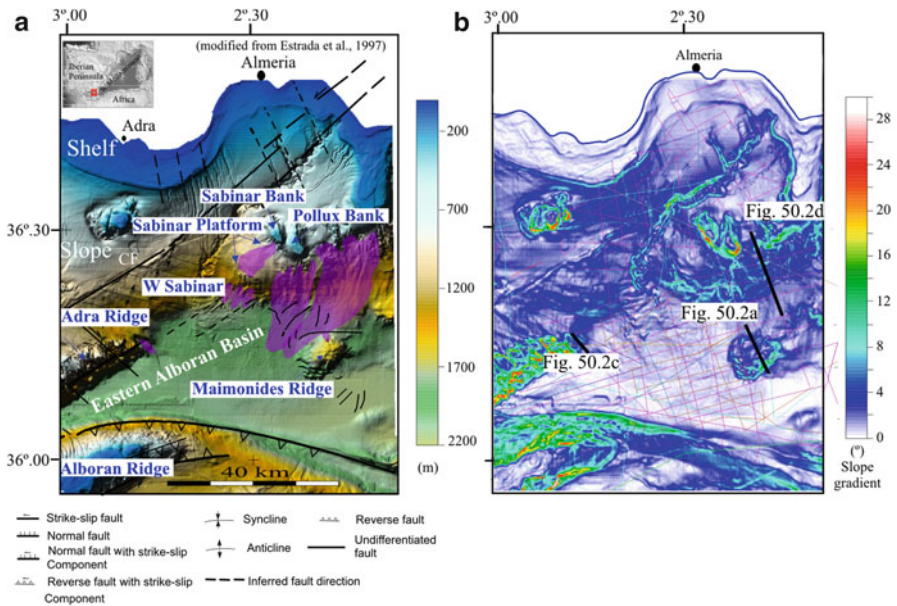 a
3º.00
2º.30
(modified from Estrada et al., 1997)
Almeria
Iberian
Peninsula
Africa
Adra
Shelf
Sabinar Bank
Sabinar Platform
Pollux Bank
36º.30
Slope
CF
W Sabinar
Adra Ridge
Eastern Alboran Basin
Maimonides Ridge
36º.00
Alboran Ridge
40 km
200
700
1200
1700
2200
(m)
b
3º.00
2º.30
Almeria
Fig. 50.2d
Fig. 50.2a
Fig. 50.2c
28
24
20
16
12
8
4
0
(º)
Slope
gradient
Strike-slip fault
Normal fault
Normal fault with strike-slip
Component
Reverse fault with strike-slip
Component
Syncline
Anticline
Inferred fault direction
Reverse fault
Undifferentiated
fault